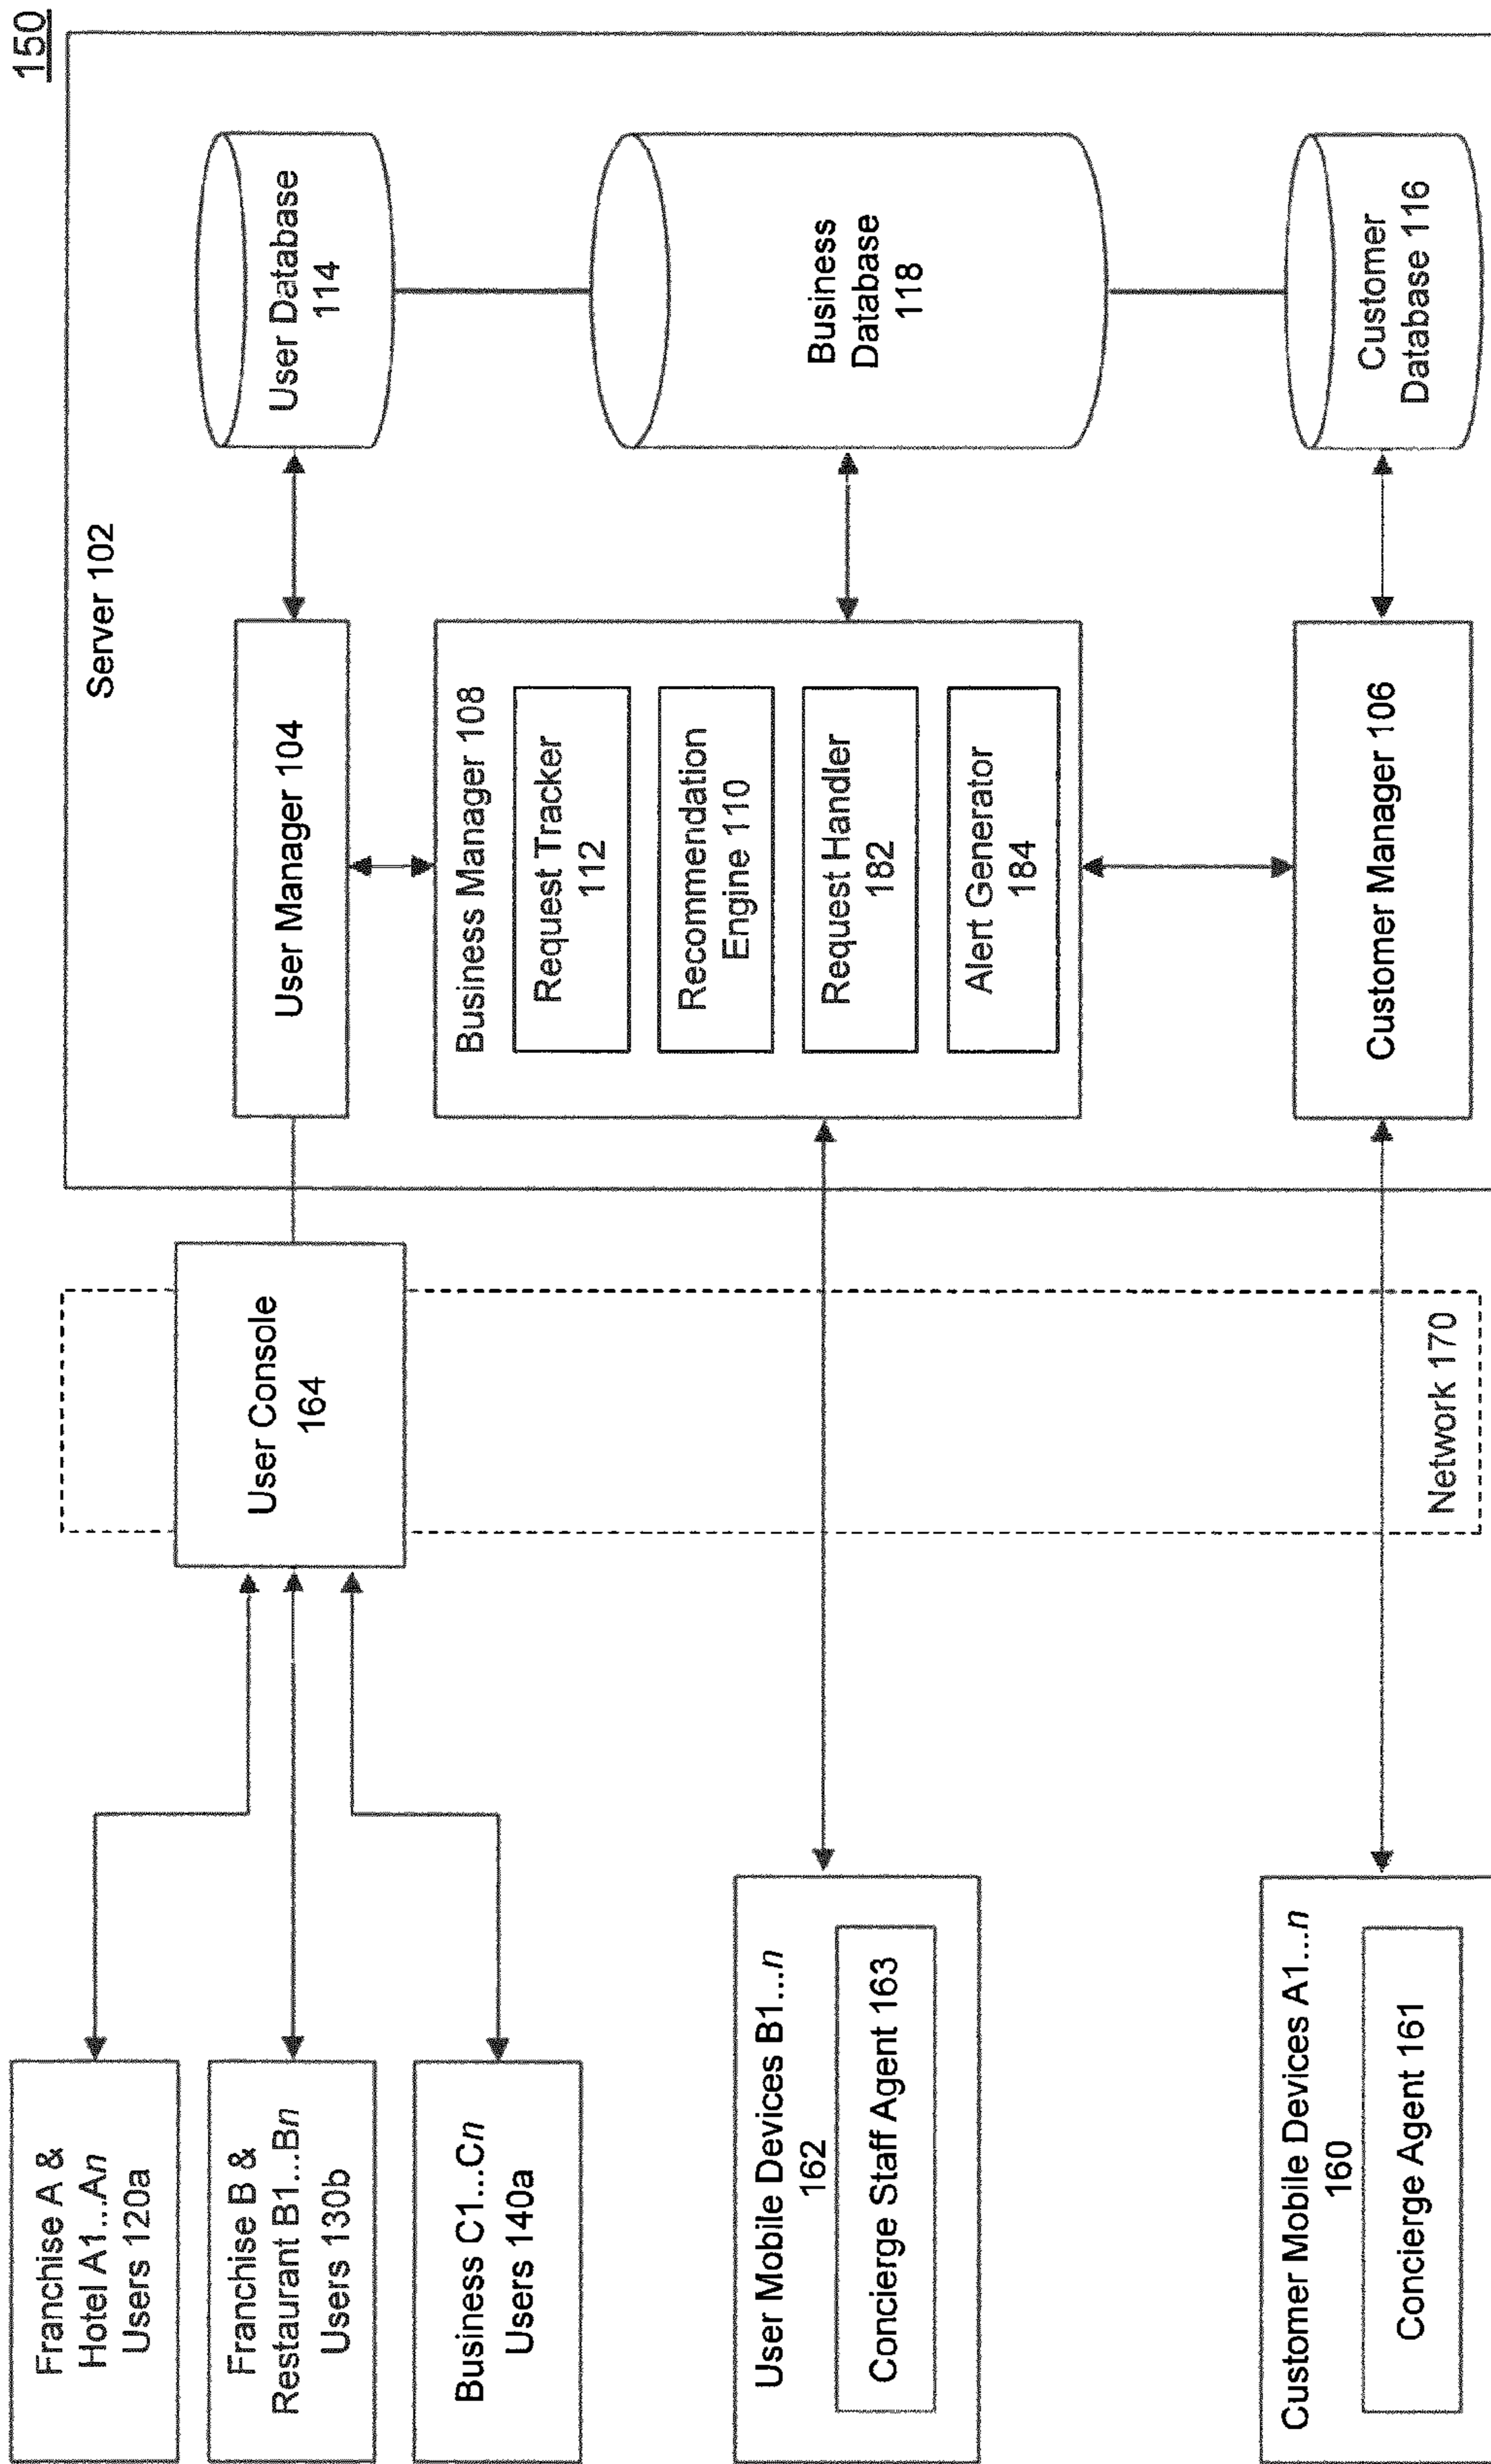 150
Server 102
User Database
114
Business
Database
118
Customer
Database 116
User Manager 104
Business Manager 108
Request Tracker
112
Recommendation
Engine 110
Request Handler
182
Alert Generator
184
Customer Manager 106
User Console
164
Network 170
Franchise A &
Hotel A1...An
Users 120a
Franchise B &
Restaurant B1...Bn
Users 130b
Business C1...Cn
Users 140a
User Mobile Devices B1...n
162
Concierge Staff Agent 163
Customer Mobile Devices A1...n
160
Concierge Agent 161